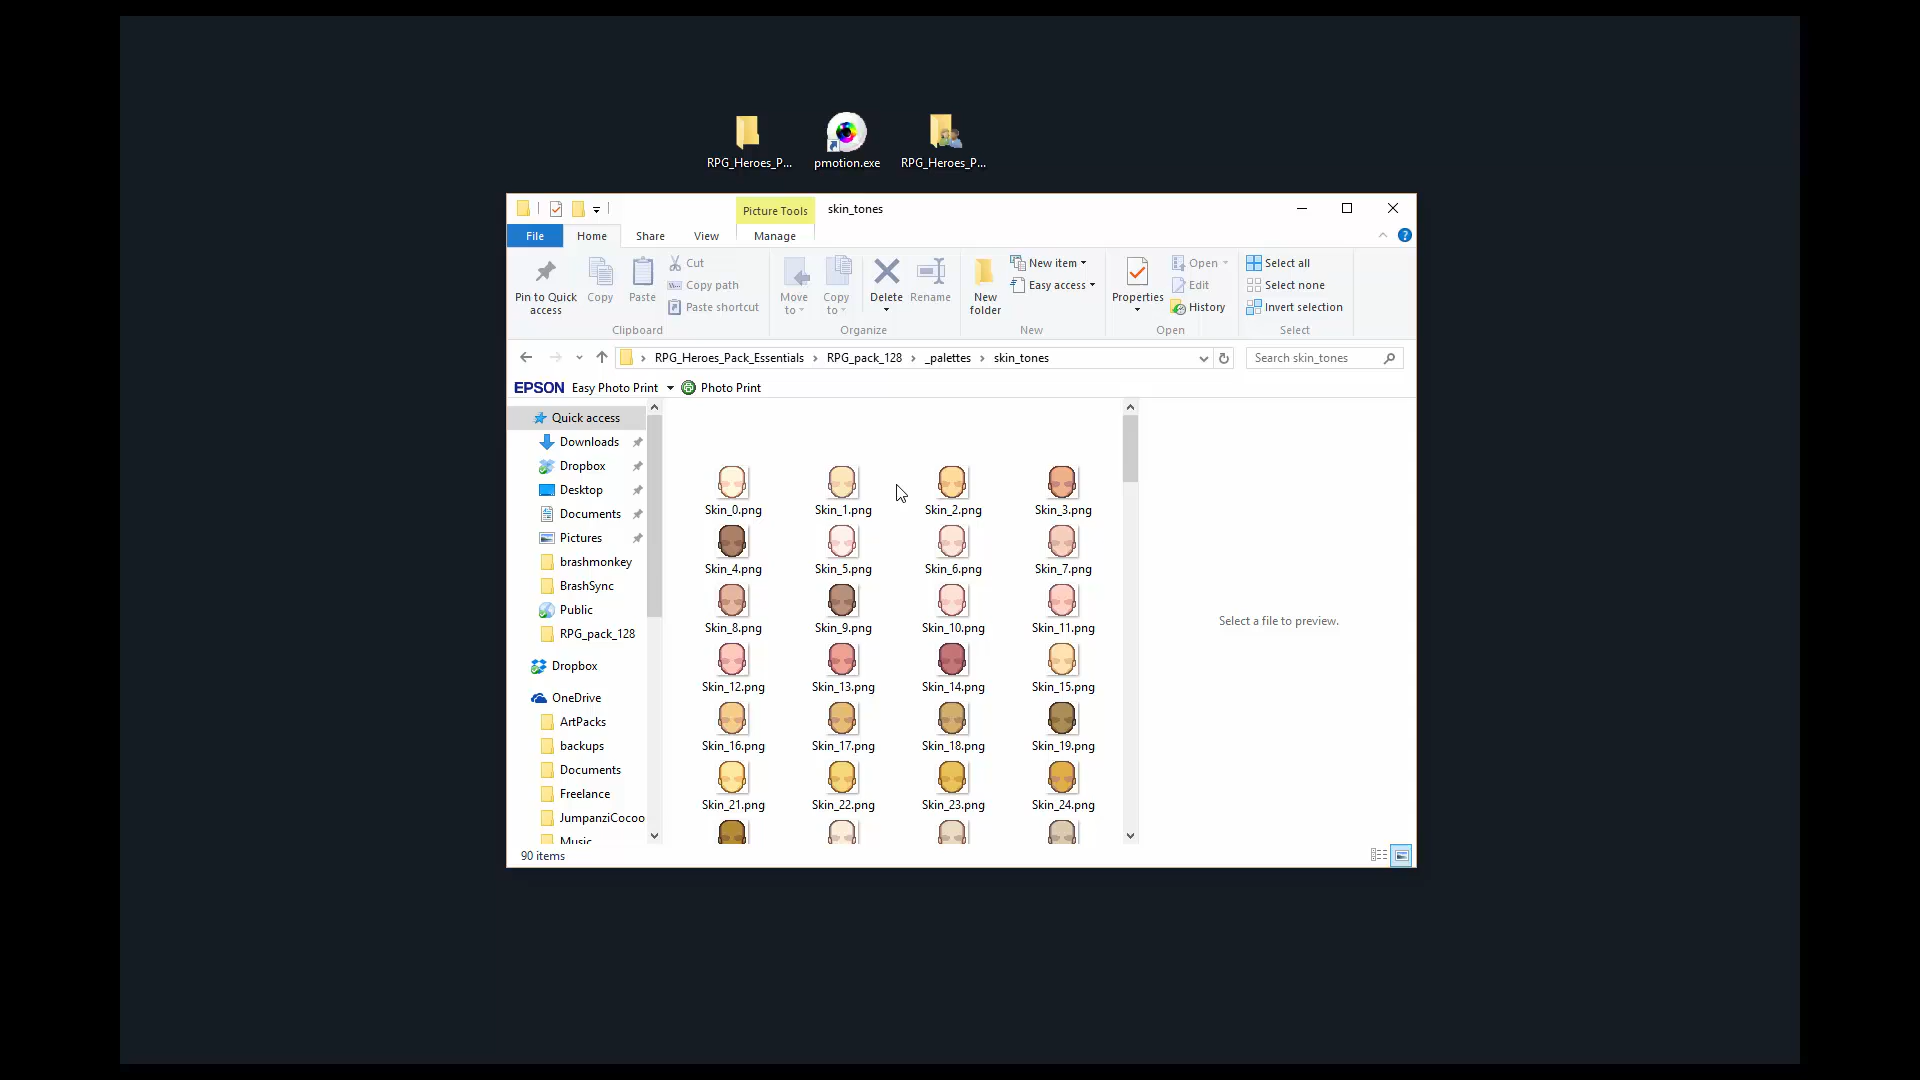 RPG_Heroes_P... pmotion.exe RPG_Heroes_P...
Picture Tools skin_tones
File Home Share View Manage
Pin to Quick access
Copy
Paste
Cut
Copy path
Paste shortcut
Clipboard
Move to
Copy to
Delete
Rename
Organize
New folder
New item
Easy access
New
Properties
Open
Edit
History
Open
Select all
Select none
Invert selection
Select
RPG_Heroes_Pack_Essentials RPG_pack_128 _palettes skin_tones
Search skin_tones
EPSON Easy Photo Print Photo Print
Quick access
Downloads
Dropbox
Desktop
Documents
Pictures
brashmonkey
BrashSync
Public
RPG_pack_128
Dropbox
OneDrive
ArtPacks
backups
Documents
Freelance
JumpanziCocoo
Music
Skin_0.png Skin_1.png Skin_2.png Skin_3.png
Skin_4.png Skin_5.png Skin_6.png Skin_7.png
Skin_8.png Skin_9.png Skin_10.png Skin_11.png
Skin_12.png Skin_13.png Skin_14.png Skin_15.png
Skin_16.png Skin_17.png Skin_18.png Skin_19.png
Skin_21.png Skin_22.png Skin_23.png Skin_24.png
Select a file to preview.
90 items